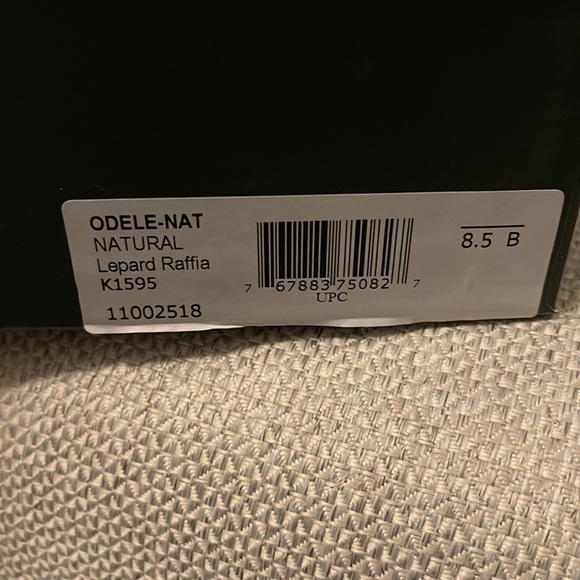 ODELE-NAT
NATURAL
Lepard Raffia
K1595
11002518
7 67883 75082 7
UPC
8.5 B